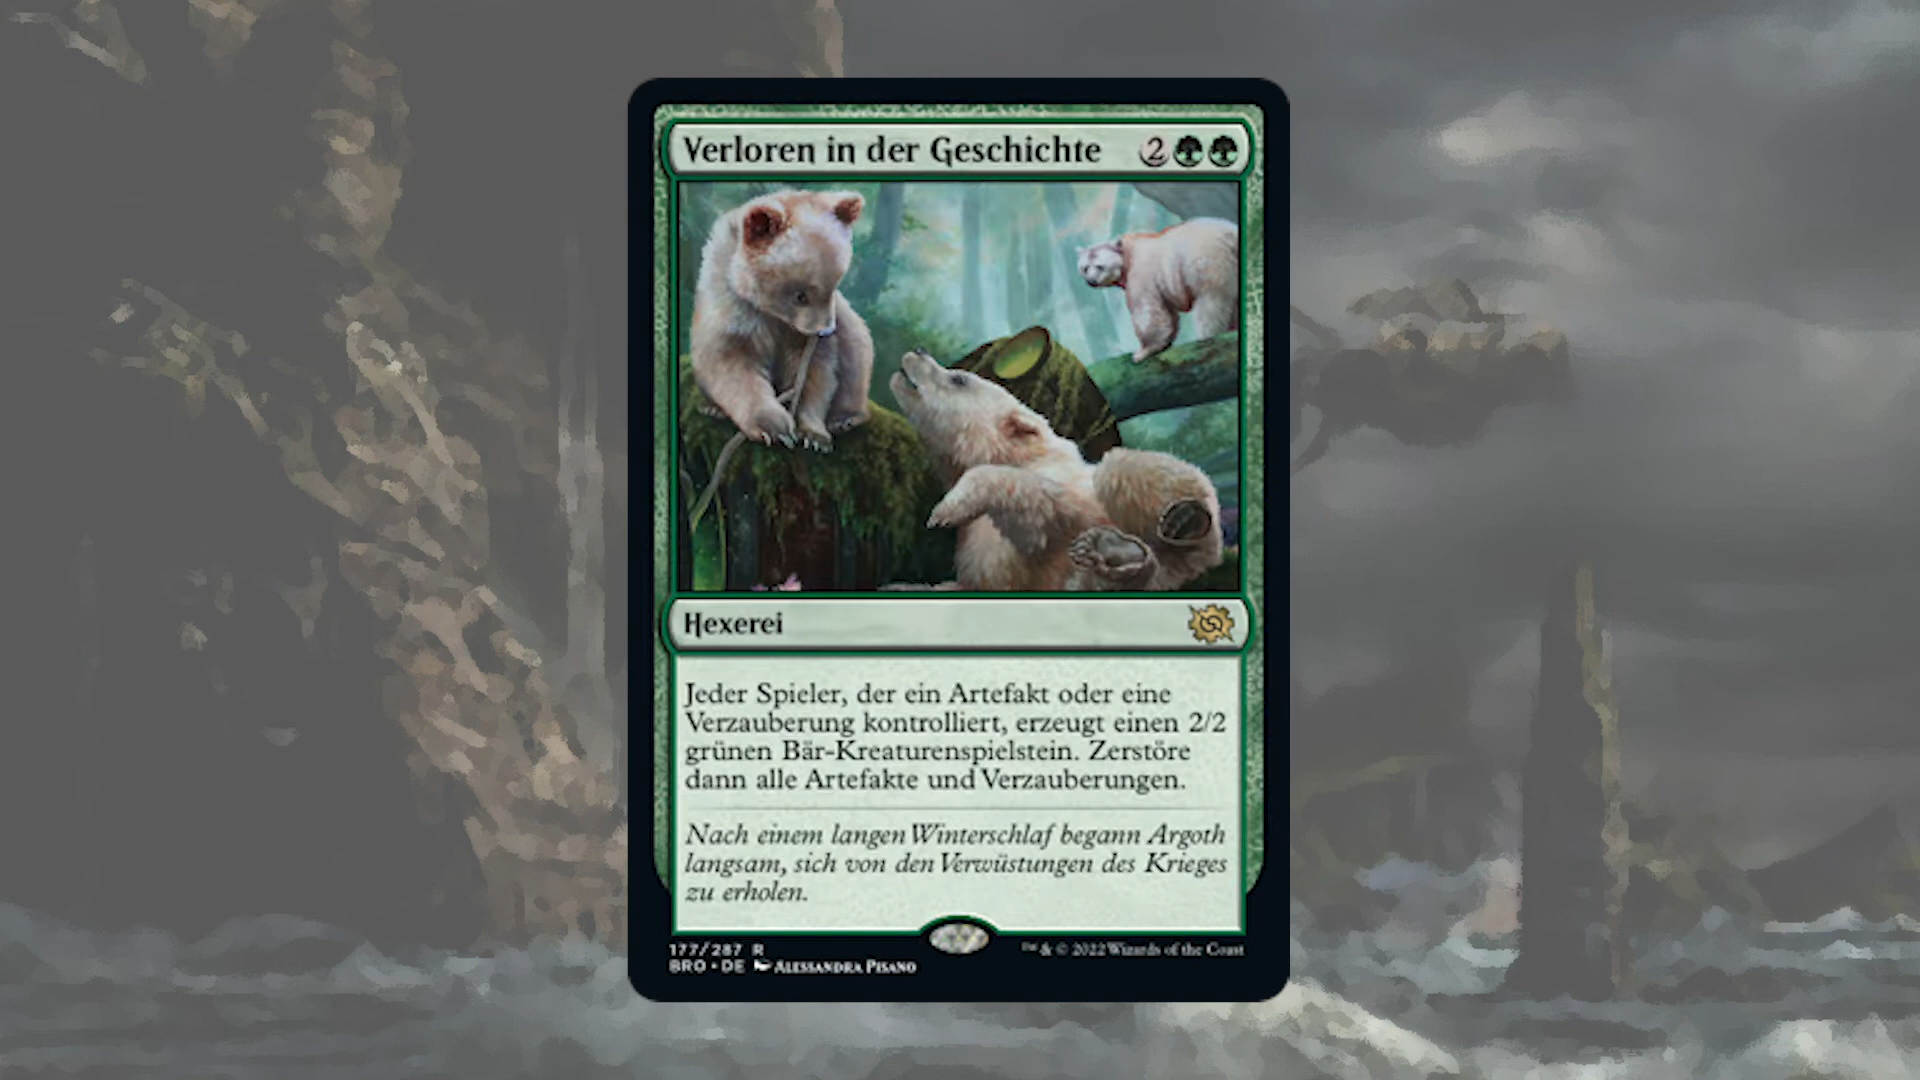 Verloren in der Geschichte 2
Hexerei
Jeder Spieler, der ein Artefakt oder eine
Verzauberung kontrolliert, erzeugt einen 2/2
grünen Bär-Kreaturenspielstein. Zerstöre
dann alle Artefakte und Verzauberungen.
Nach einem langen Winterschlaf begann Argoth
langsam, sich von den Verwüstungen des Krieges
zu erholen.
177/287 R
™ & © 2022 Wizards of the Coast
BRO • DE Alessandra Pisano